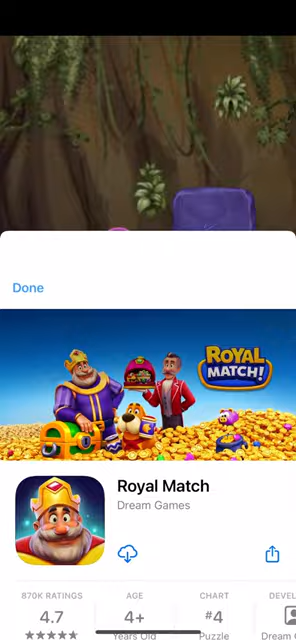 Done
ROYAL
MATCH!
Royal Match
Dream Games
870K RATINGS
AGE
CHART
DEVEL
4.7
4+
#4
★★★★★
Years Old
Puzzle
Dream G